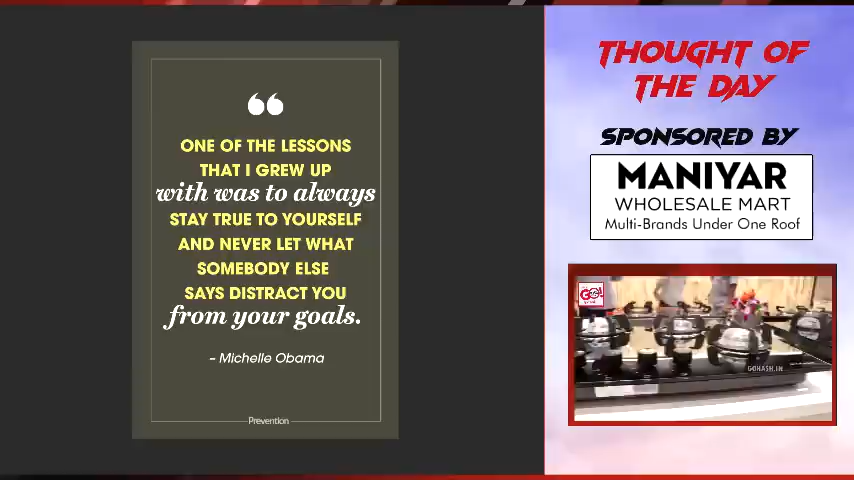 “
ONE OF THE LESSONS
THAT I GREW UP
with was to always
STAY TRUE TO YOURSELF
AND NEVER LET WHAT
SOMEBODY ELSE
SAYS DISTRACT YOU
from your goals.
– Michelle Obama
Prevention
THOUGHT OF
THE DAY
SPONSORED BY
MANIYAR
WHOLESALE MART
Multi-Brands Under One Roof
GO!
GOHASH.IN